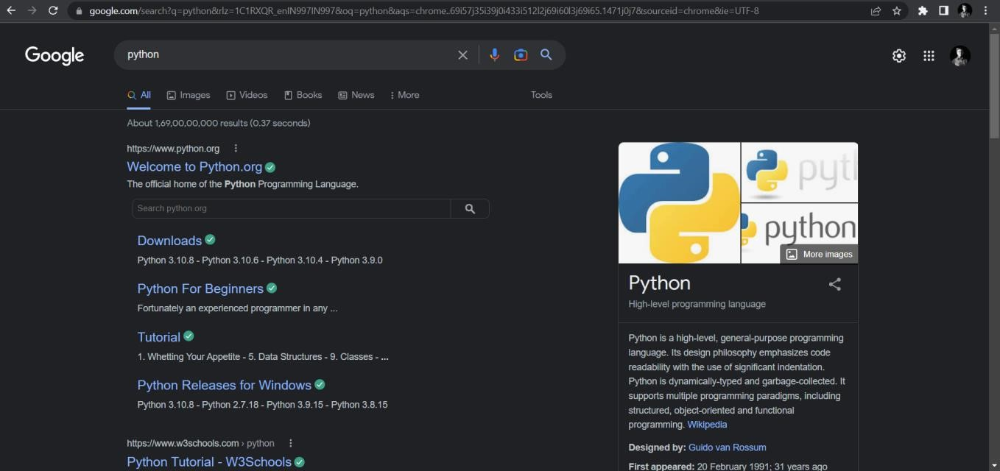 google.com/search?q=python&rlz=1C1RXQR_enIN997IN997&oq=python&aqs=chrome..69i57j35i39j0i433i512l2j69i60l3j69i65.1471j0j7&sourceid=chrome&ie=UTF-8
Google
python
All Images Videos Books News More Tools
About 1,69,00,00,000 results (0.37 seconds)
https://www.python.org
Welcome to Python.org
The official home of the Python Programming Language.
Search python.org
Downloads
Python 3.10.8 - Python 3.10.6 - Python 3.10.4 - Python 3.9.0
Python For Beginners
Fortunately an experienced programmer in any ...
Tutorial
1. Whetting Your Appetite - 5. Data Structures - 9. Classes - ...
Python Releases for Windows
Python 3.10.8 - Python 2.7.18 - Python 3.9.15 - Python 3.8.15
https://www.w3schools.com › python
Python Tutorial - W3Schools
pyth
python
More images
Python
High-level programming language
Python is a high-level, general-purpose programming
language. Its design philosophy emphasizes code
readability with the use of significant indentation.
Python is dynamically-typed and garbage-collected. It
supports multiple programming paradigms, including
structured, object-oriented and functional
programming. Wikipedia
Designed by: Guido van Rossum
First appeared: 20 February 1991; 31 years ago